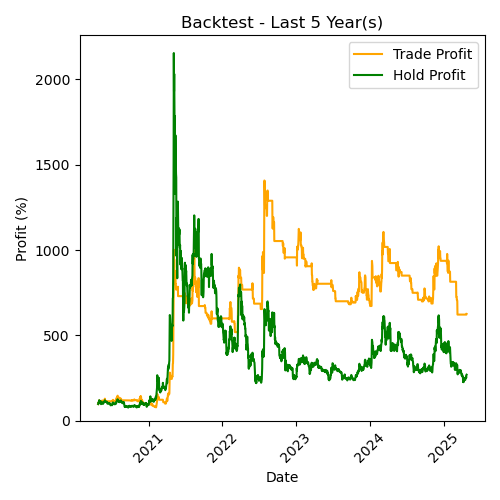 Backtest - Last 5 Year(s)
Trade Profit
Hold Profit
Profit (%)
2000
1500
1000
500
0
2021
2022
2023
2024
2025
Date